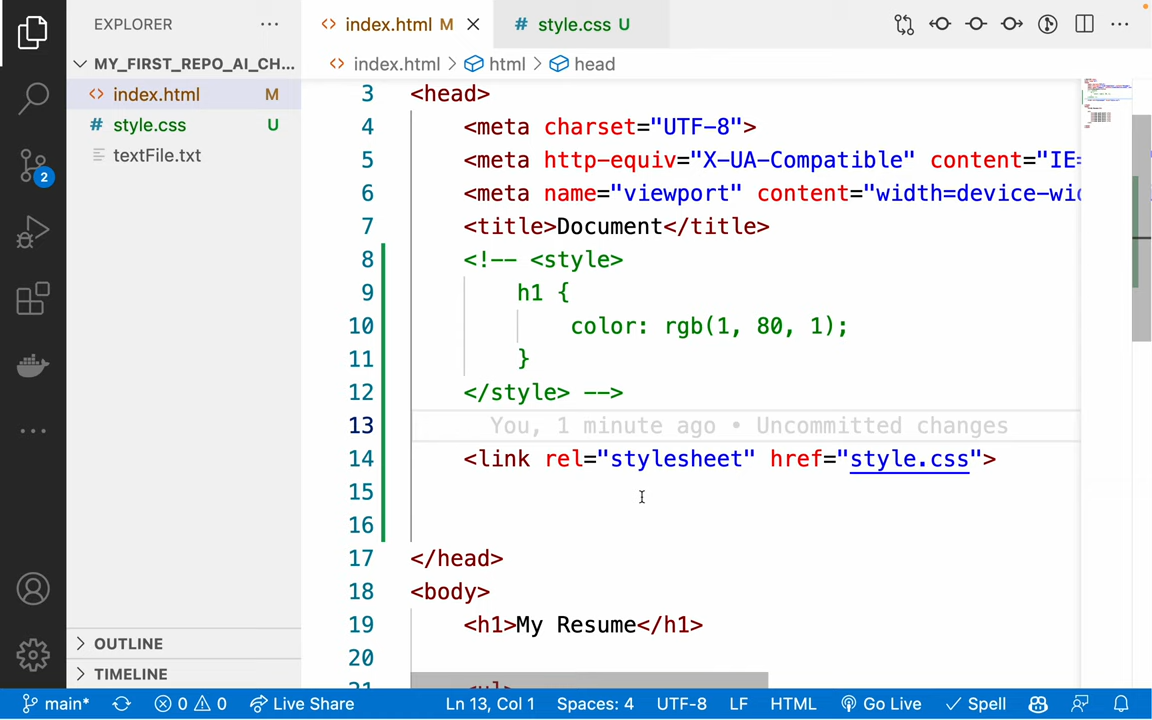 EXPLORER
MY_FIRST_REPO_AI_CH...
index.html M
style.css U
textFile.txt
OUTLINE
TIMELINE
2
index.html M
style.css U
index.html > html > head
3 <head>
4 <meta charset="UTF-8">
5 <meta http-equiv="X-UA-Compatible" content="IE=
6 <meta name="viewport" content="width=device-wid
7 <title>Document</title>
8 <!-- <style>
9 h1 {
10 color: rgb(1, 80, 1);
11 }
12 </style> -->
13 You, 1 minute ago • Uncommitted changes
14 <link rel="stylesheet" href="style.css">
15
16
17 </head>
18 <body>
19 <h1>My Resume</h1>
20
main* 0 0 Live Share Ln 13, Col 1 Spaces: 4 UTF-8 LF HTML Go Live Spell